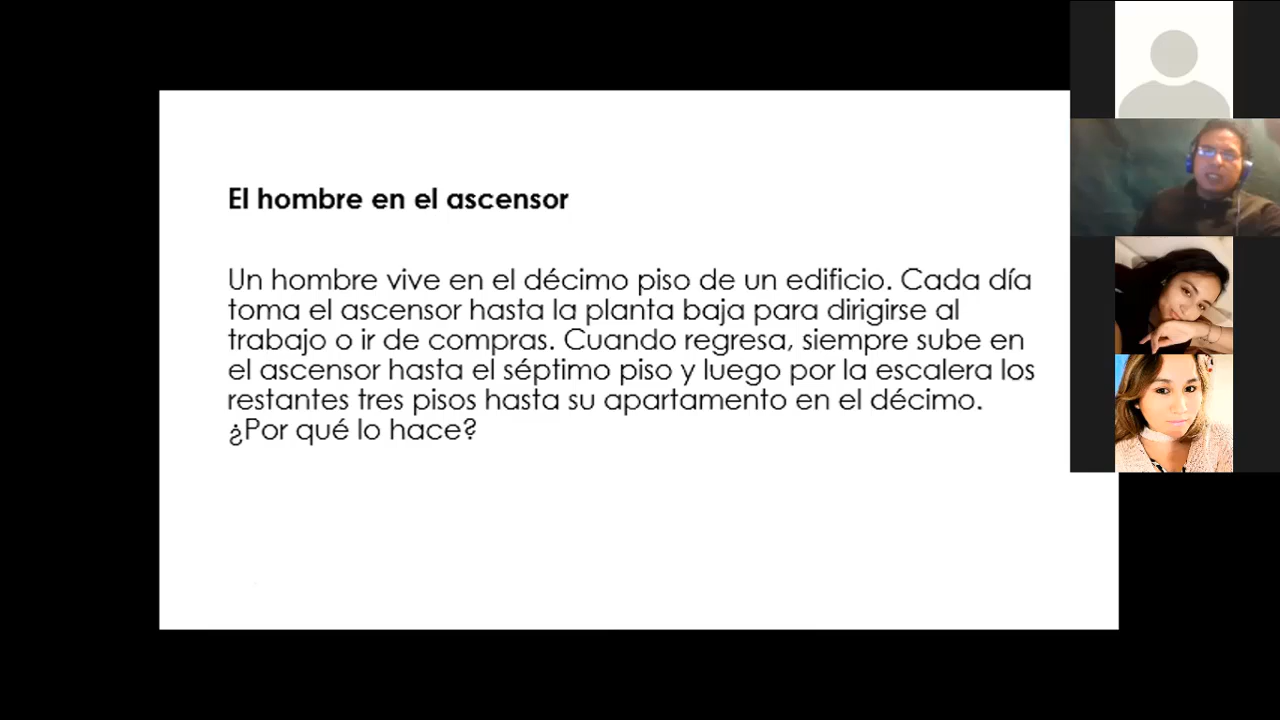 El hombre en el ascensor
Un hombre vive en el décimo piso de un edificio. Cada día
toma el ascensor hasta la planta baja para dirigirse al
trabajo o ir de compras. Cuando regresa, siempre sube en
el ascensor hasta el séptimo piso y luego por la escalera los
restantes tres pisos hasta su apartamento en el décimo.
¿Por qué lo hace?